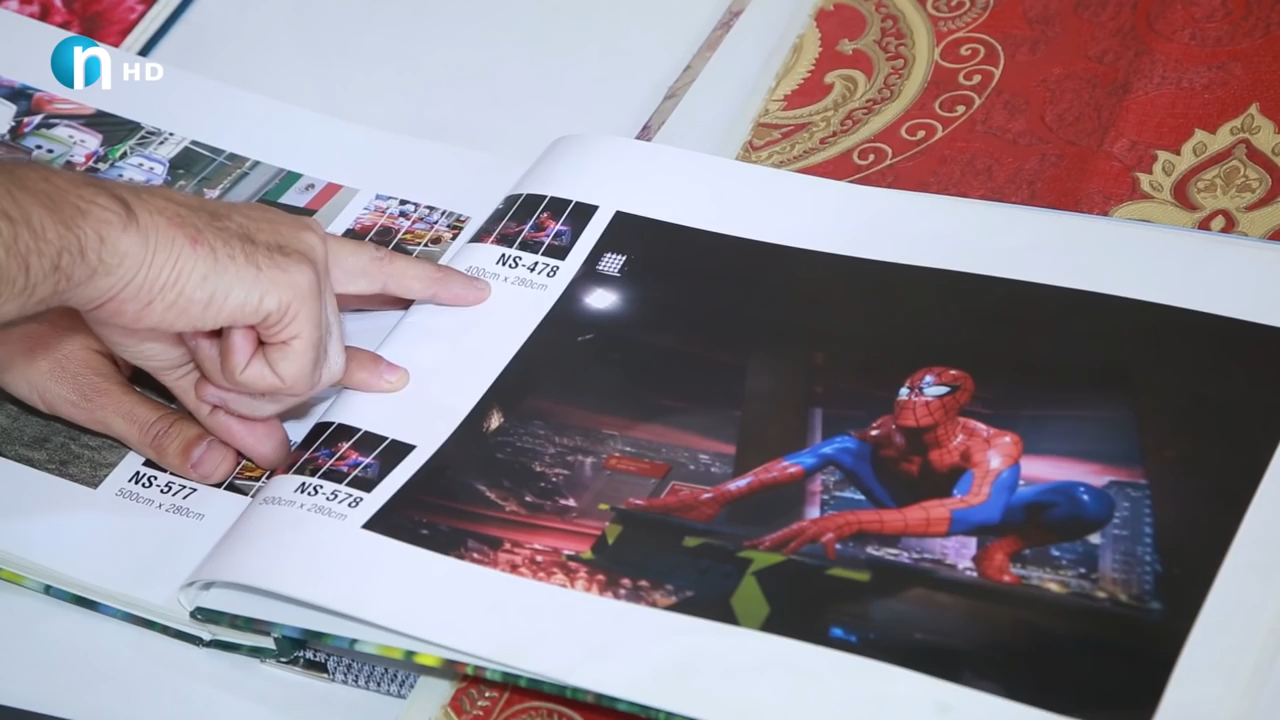 n HD
NS-478
400cm x 280cm
NS-577
500cm x 280cm
NS-578
500cm x 280cm